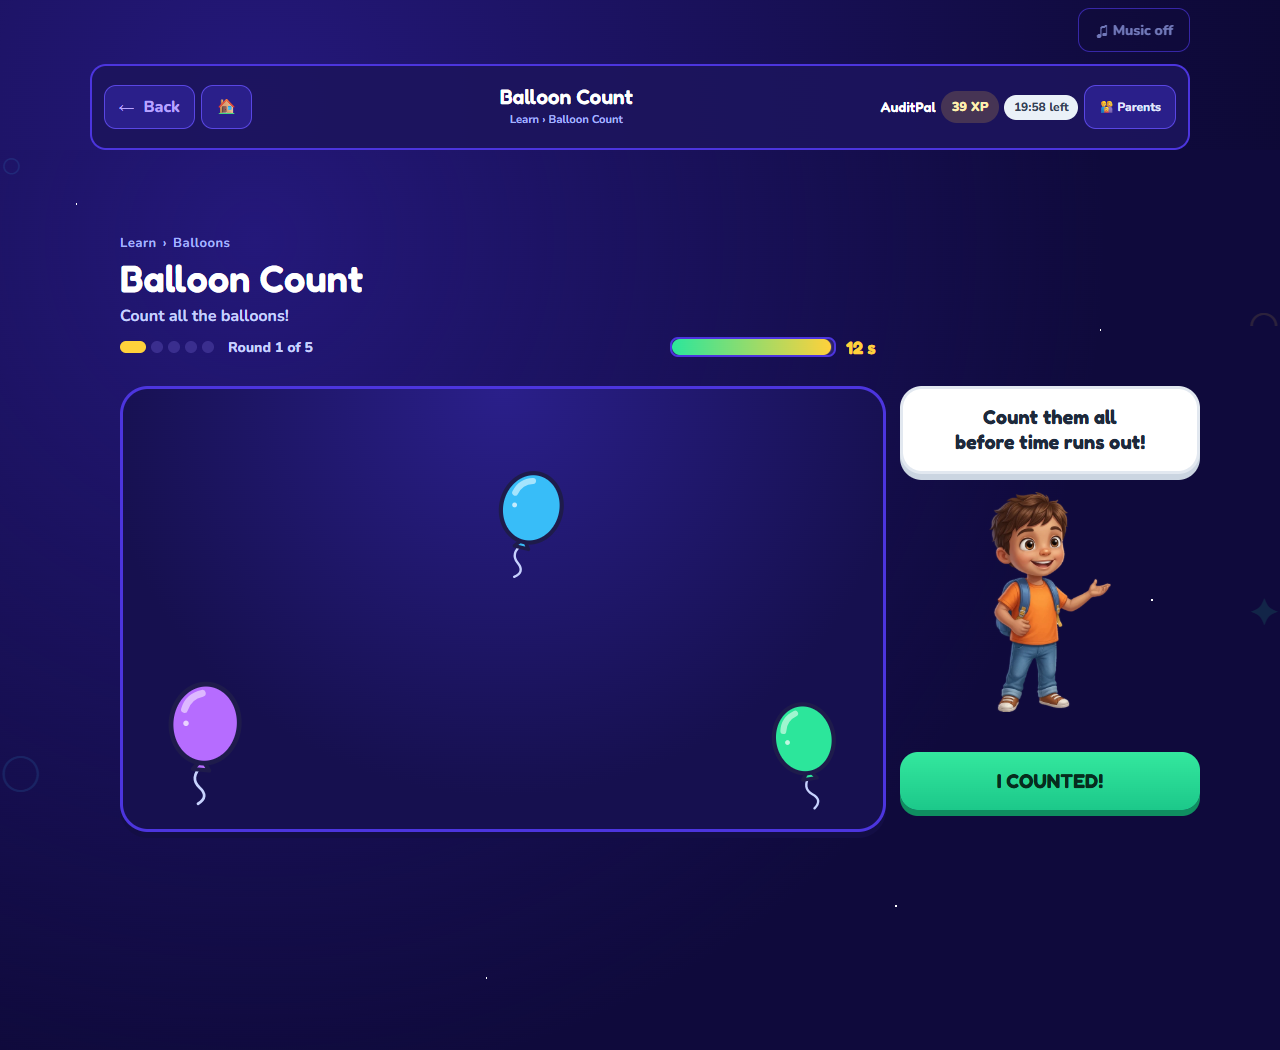 ♫ Music off
← Back
Balloon Count
Learn › Balloon Count
AuditPal
39 XP
19:58 left
Parents
Learn › Balloons
Balloon Count
Count all the balloons!
Round 1 of 5
12 s
Count them all
before time runs out!
I COUNTED!